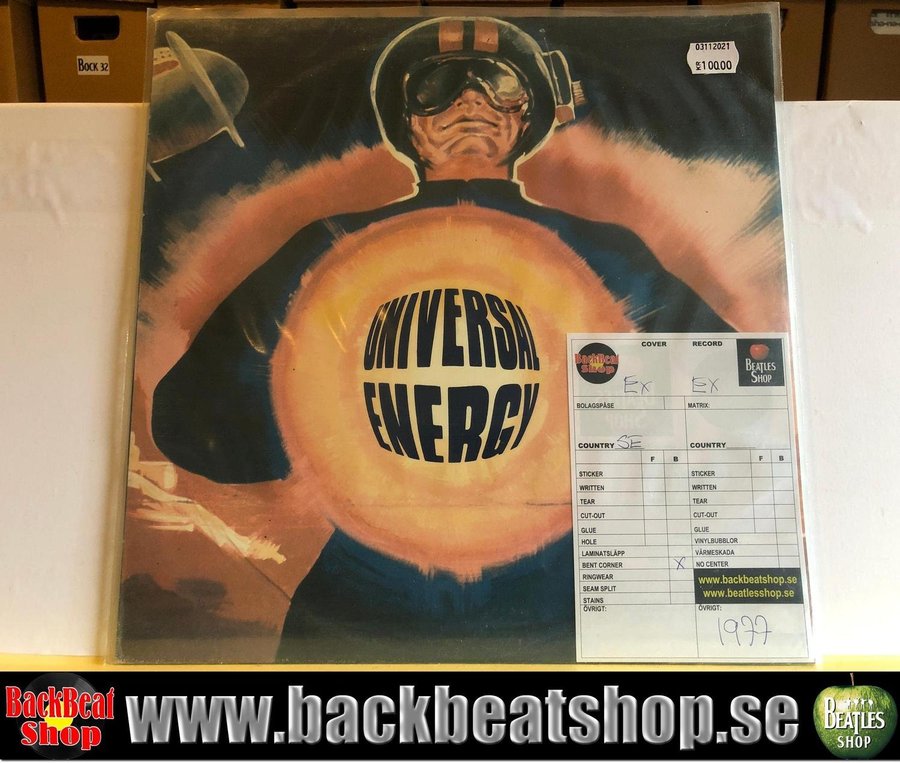 BOCK 32
03112021
KR 100.00
UNIVERSAL
ENERGY
COVER RECORD
BackBeat
Shop
BEATLES
SHOP
Ex Ex
BOLAGSPÅSE MATRIX:
COUNTRY SE COUNTRY
F B F B
STICKER STICKER
WRITTEN WRITTEN
TEAR TEAR
CUT-OUT CUT-OUT
GLUE GLUE
HOLE VINYLBUBBLOR
LAMINATSLÄPP VÄRMESKADA
BENT CORNER X NO CENTER
RINGWEAR
SEAM SPLIT
STAINS
www.backbeatshop.se
www.beatlesshop.se
ÖVRIGT: ÖVRIGT:
1977
BackBeat
Shop
www.backbeatshop.se
BEATLES
SHOP